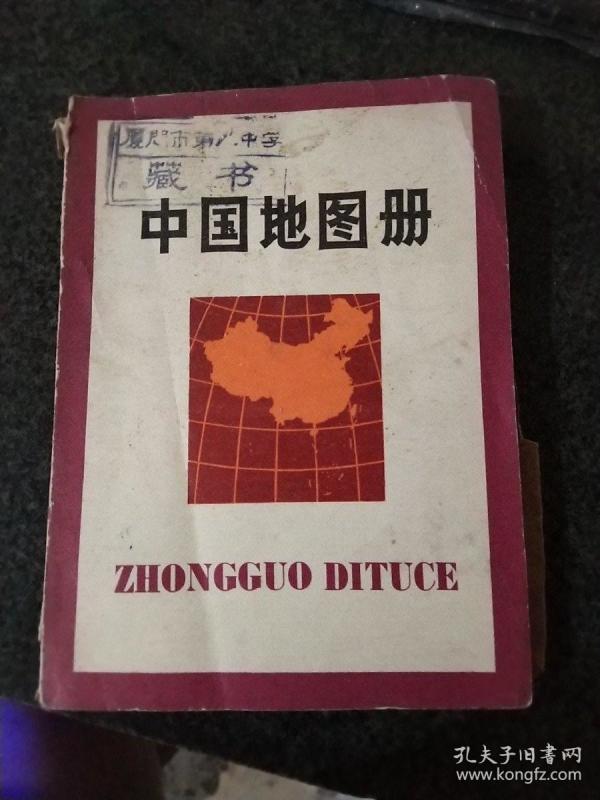 厦门市第八中学
藏书
中国地图册
ZHONGGUO DITUCE
孔夫子旧书网
www.kongfz.com